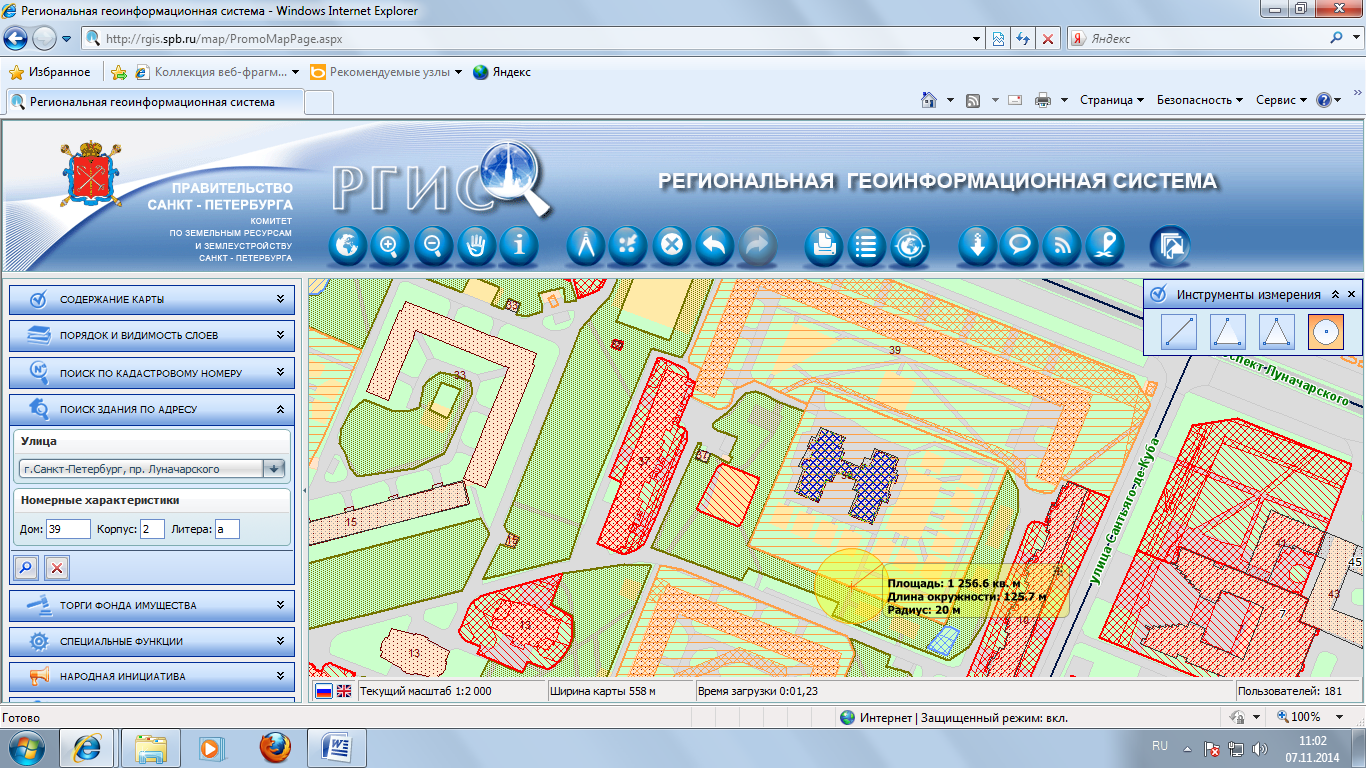 Региональная геоинформационная система - Windows Internet Explorer
http://rgis.spb.ru/map/PromoMapPage.aspx
Яндекс
Избранное
Коллекция веб-фрагм...
Рекомендуемые узлы
Яндекс
Региональная геоинформационная система
Страница
Безопасность
Сервис
ПРАВИТЕЛЬСТВО
САНКТ - ПЕТЕРБУРГА
КОМИТЕТ
ПО ЗЕМЕЛЬНЫМ РЕСУРСАМ
И ЗЕМЛЕУСТРОЙСТВУ
САНКТ - ПЕТЕРБУРГА
РГИС
РЕГИОНАЛЬНАЯ ГЕОИНФОРМАЦИОННАЯ СИСТЕМА
СОДЕРЖАНИЕ КАРТЫ
ПОРЯДОК И ВИДИМОСТЬ СЛОЕВ
ПОИСК ПО КАДАСТРОВОМУ НОМЕРУ
ПОИСК ЗДАНИЯ ПО АДРЕСУ
Улица
г.Санкт-Петербург, пр. Луначарского
Номерные характеристики
Дом: 39 Корпус: 2 Литера: а
ТОРГИ ФОНДА ИМУЩЕСТВА
СПЕЦИАЛЬНЫЕ ФУНКЦИИ
НАРОДНАЯ ИНИЦИАТИВА
Инструменты измерения
проспект Луначарского
улица Сантьяго-де-Куба
33
39
37
15
13
13
41
45
43
7
Площадь: 1 256.6 кв. м
Длина окружности: 125.7 м
Радиус: 20 м
Текущий масштаб 1:2 000
Ширина карты 558 м
Время загрузки 0:01,23
Пользователей: 181
Готово
Интернет | Защищенный режим: вкл.
100%
RU
11:02
07.11.2014